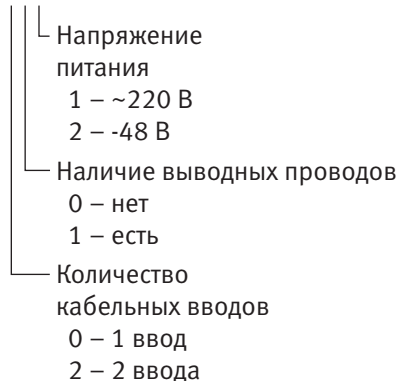 Напряжение
питания
1 – ~220 В
2 – -48 В
Наличие выводных проводов
0 – нет
1 – есть
Количество
кабельных вводов
0 – 1 ввод
2 – 2 ввода